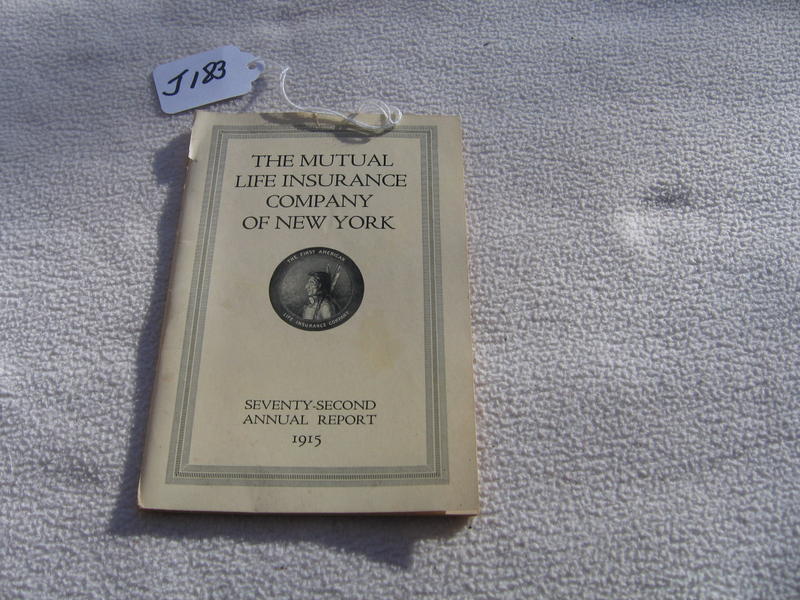 J183
THE MUTUAL
LIFE INSURANCE
COMPANY
OF NEW YORK
THE FIRST AMERICAN
LIFE INSURANCE COMPANY
SEVENTY-SECOND
ANNUAL REPORT
1915